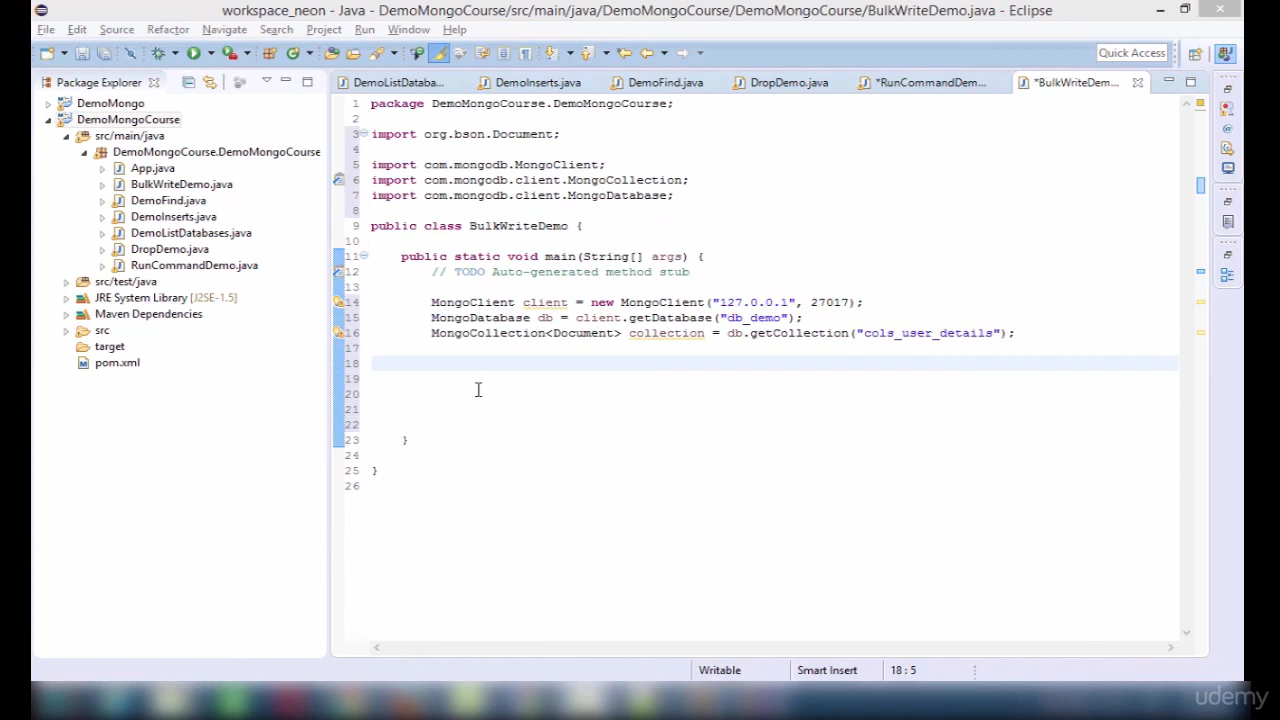 workspace_neon - Java - DemoMongoCourse/src/main/java/DemoMongoCourse/DemoMongoCourse/BulkWriteDemo.java - Eclipse
File Edit Source Refactor Navigate Search Project Run Window Help
Quick Access
Package Explorer
DemoListDataba... DemoInserts.java DemoFind.java DropDemo.java *RunCommandDem... *BulkWriteDem...
DemoMongo
DemoMongoCourse
src/main/java
DemoMongoCourse.DemoMongoCourse
App.java
BulkWriteDemo.java
DemoFind.java
DemoInserts.java
DemoListDatabases.java
DropDemo.java
RunCommandDemo.java
src/test/java
JRE System Library [J2SE-1.5]
Maven Dependencies
src
target
pom.xml
1 package DemoMongoCourse.DemoMongoCourse;
2
3 import org.bson.Document;
4
5 import com.mongodb.MongoClient;
6 import com.mongodb.client.MongoCollection;
7 import com.mongodb.client.MongoDatabase;
8
9 public class BulkWriteDemo {
10
11 public static void main(String[] args) {
12 // TODO Auto-generated method stub
13
14 MongoClient client = new MongoClient("127.0.0.1", 27017);
15 MongoDatabase db = client.getDatabase("db_demo");
16 MongoCollection<Document> collection = db.getCollection("cols_user_details");
17
18
19
20
21
22
23 }
24
25 }
26
Writable Smart Insert 18 : 5
udemy